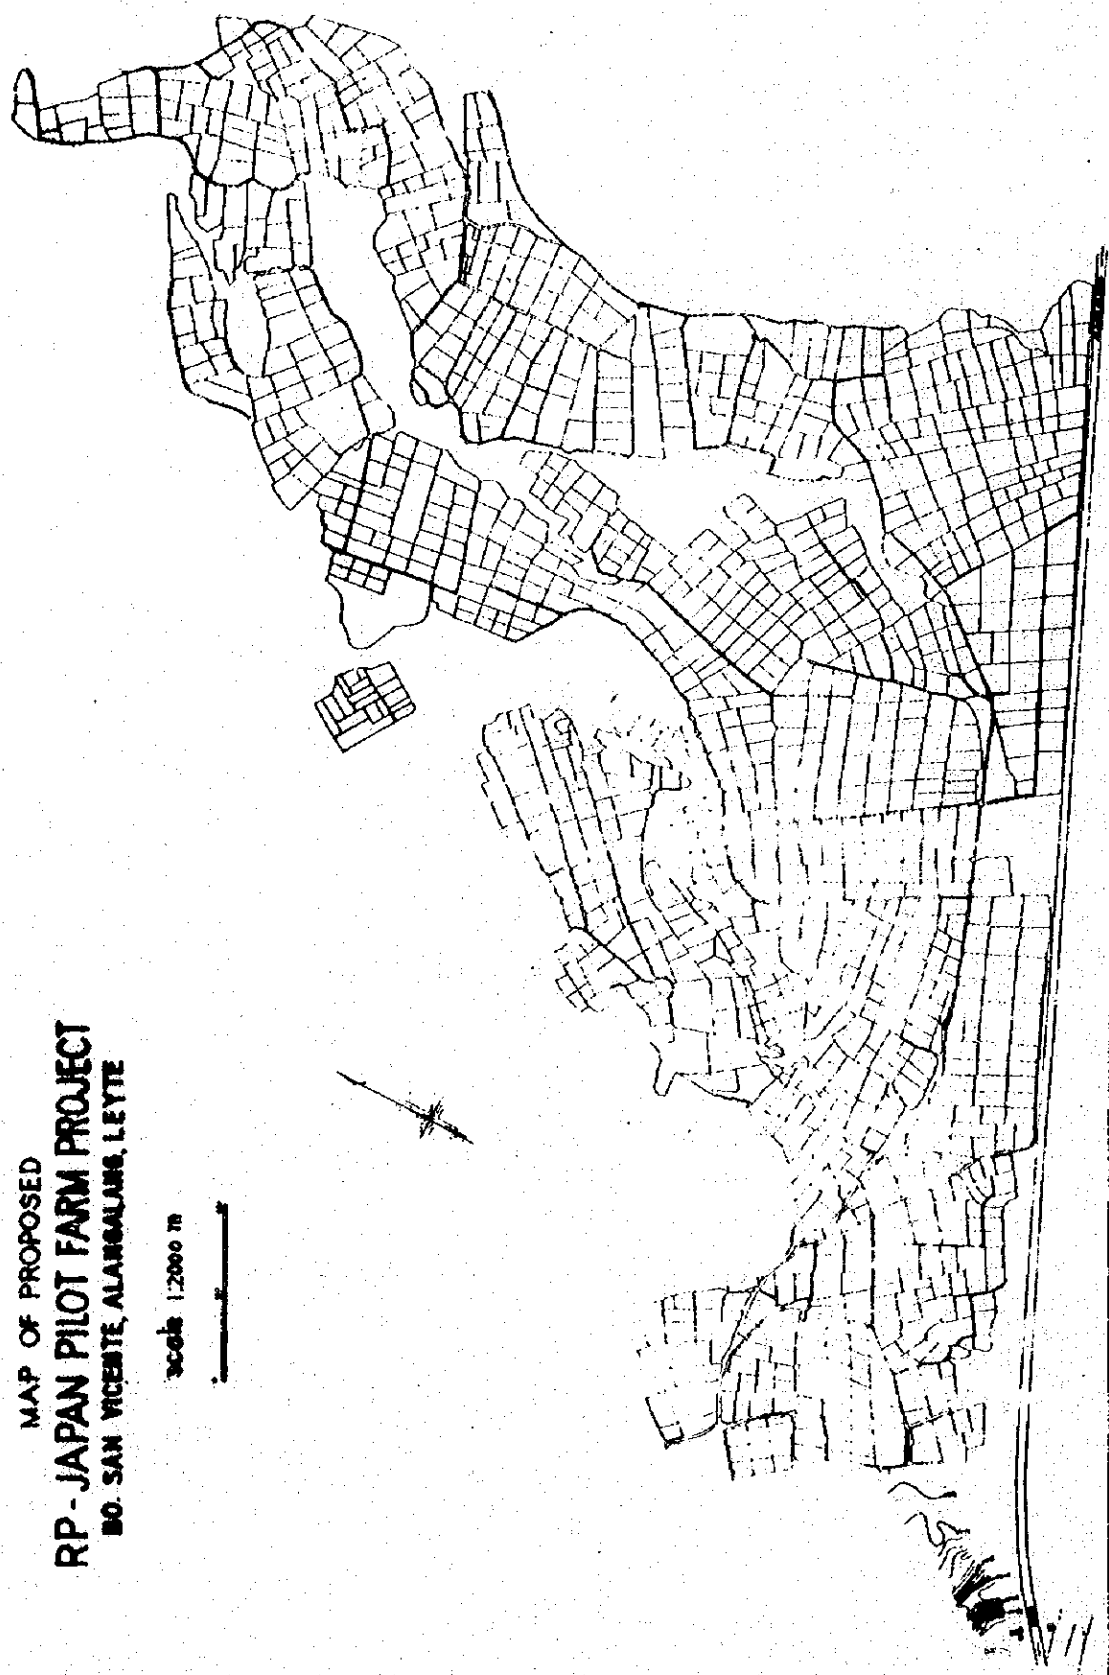 MAP OF PROPOSED
RP-JAPAN PILOT FARM PROJECT
BO. SAN VICENTE, ALANGALANG, LEYTE
scale 1:2000 m